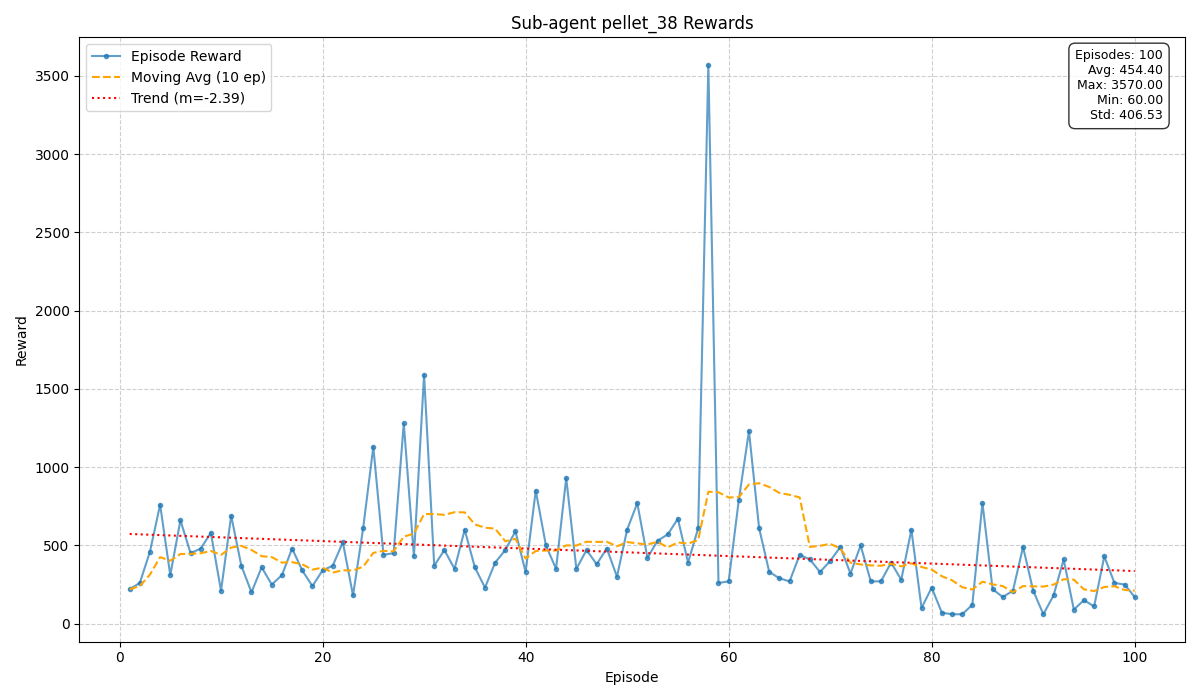 Sub-agent pellet_38 Rewards
Episode Reward
Moving Avg (10 ep)
Trend (m=-2.39)
Episodes: 100
Avg: 454.40
Max: 3570.00
Min: 60.00
Std: 406.53
Reward
3500
3000
2500
2000
1500
1000
500
0
0 20 40 60 80 100
Episode